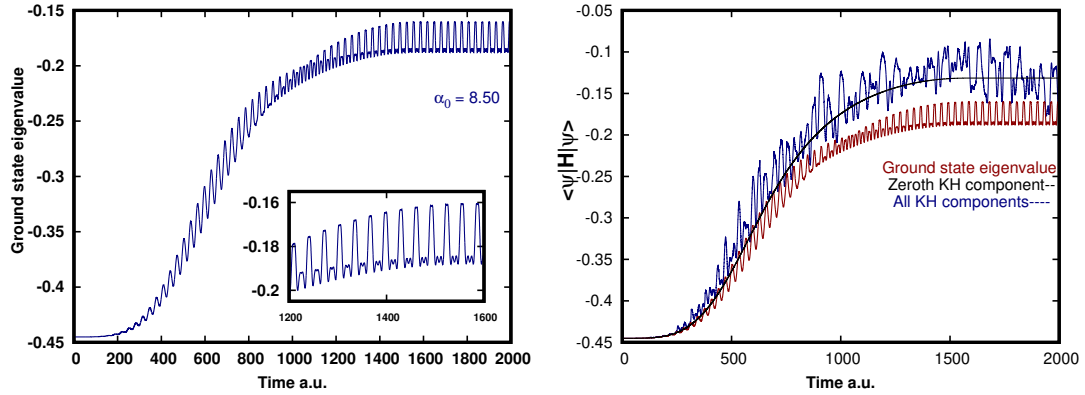 -0.15
-0.2
-0.25
-0.3
-0.35
-0.4
-0.45
Ground state eigenvalue
α0 = 8.50
-0.16
-0.18
-0.2
1200 1400 1600
0 200 400 600 800 1000 1200 1400 1600 1800 2000
Time a.u.
-0.05
-0.1
-0.15
-0.2
-0.25
-0.3
-0.35
-0.4
-0.45
<ψ|H|ψ>
Ground state eigenvalue
Zeroth KH component--
All KH components----
0 500 1000 1500 2000
Time a.u.